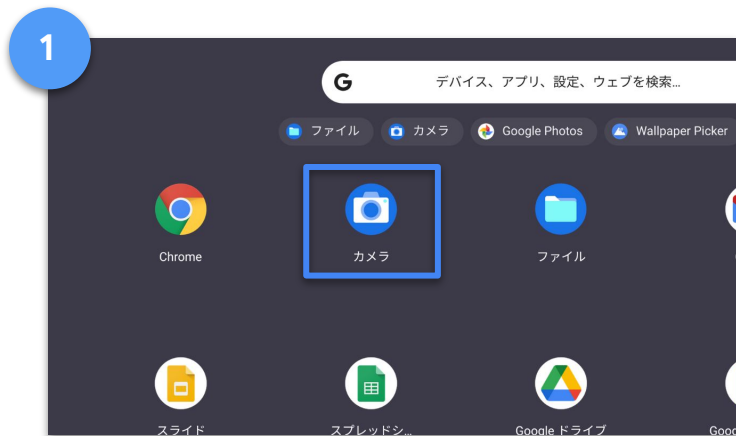 1
G
デバイス、アプリ、設定、ウェブを検索...
ファイル
カメラ
Google Photos
Wallpaper Picker
Chrome
カメラ
ファイル
スライド
スプレッドシ...
Google ドライブ
Goo